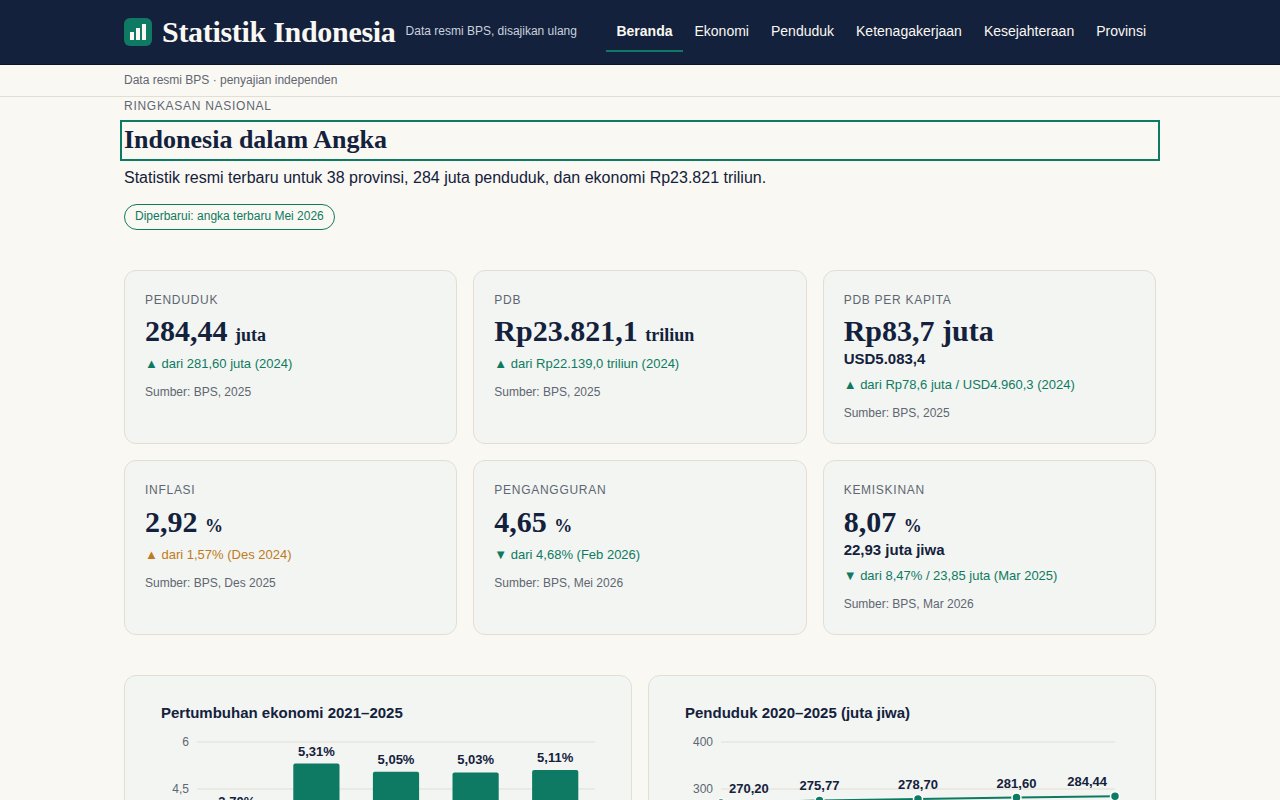 Statistik Indonesia Data resmi BPS, disajikan ulang Beranda Ekonomi Penduduk Ketenagakerjaan Kesejahteraan Provinsi
Data resmi BPS · penyajian independen
RINGKASAN NASIONAL
Indonesia dalam Angka
Statistik resmi terbaru untuk 38 provinsi, 284 juta penduduk, dan ekonomi Rp23.821 triliun.
Diperbarui: angka terbaru Mei 2026
PENDUDUK
284,44 juta
▲ dari 281,60 juta (2024)
Sumber: BPS, 2025
PDB
Rp23.821,1 triliun
▲ dari Rp22.139,0 triliun (2024)
Sumber: BPS, 2025
PDB PER KAPITA
Rp83,7 juta
USD5.083,4
▲ dari Rp78,6 juta / USD4.960,3 (2024)
Sumber: BPS, 2025
INFLASI
2,92 %
▲ dari 1,57% (Des 2024)
Sumber: BPS, Des 2025
PENGANGGURAN
4,65 %
▼ dari 4,68% (Feb 2026)
Sumber: BPS, Mei 2026
KEMISKINAN
8,07 %
22,93 juta jiwa
▼ dari 8,47% / 23,85 juta (Mar 2025)
Sumber: BPS, Mar 2026
Pertumbuhan ekonomi 2021–2025
6
5,31% 5,05% 5,03% 5,11%
4,5
Penduduk 2020–2025 (juta jiwa)
400
300 270,20 275,77 278,70 281,60 284,44